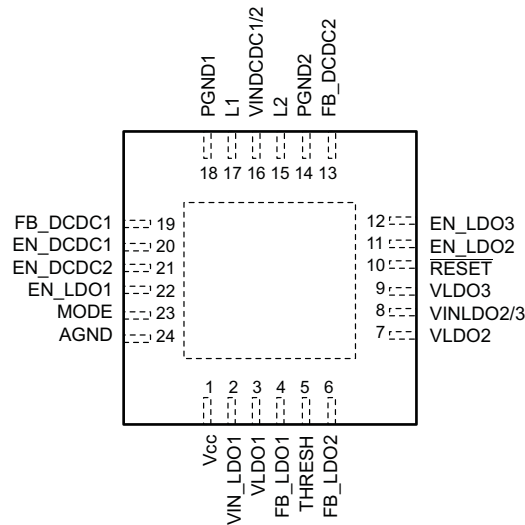 PGND1
L1
VINDCDC1/2
L2
PGND2
FB_DCDC2
18 17 16 15 14 13
FB_DCDC1 19
EN_DCDC1 20
EN_DCDC2 21
EN_LDO1 22
MODE 23
AGND 24
12 EN_LDO3
11 EN_LDO2
10 RESET
9 VLDO3
8 VINLDO2/3
7 VLDO2
1 2 3 4 5 6
Vcc
VIN_LDO1
VLDO1
FB_LDO1
THRESH
FB_LDO2